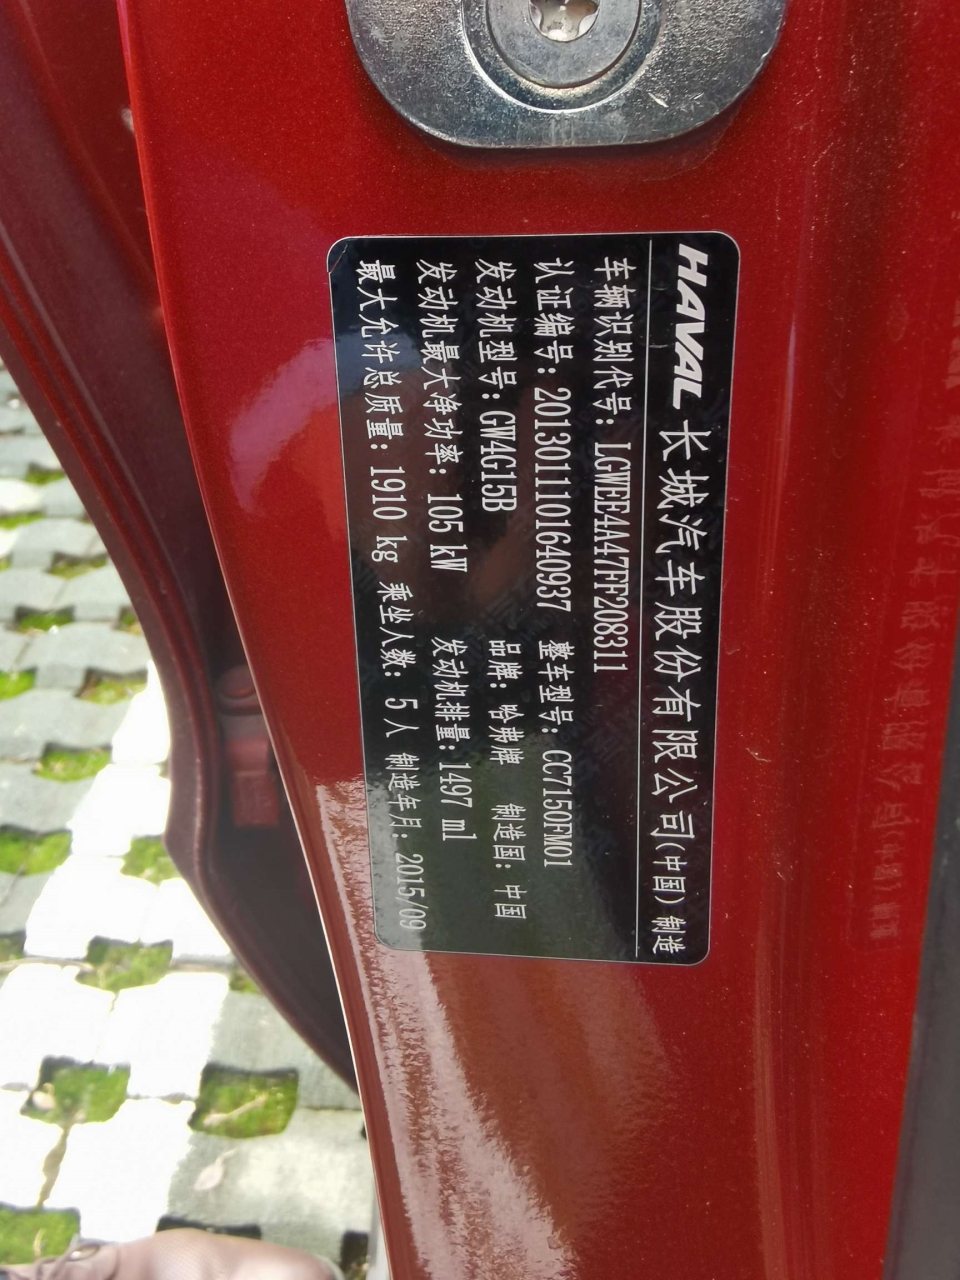 HAVAL 长城汽车股份有限公司(中国) 制造
车辆识别代号: LGWEE4A47FF208311
认证编号: 2013011101640937 整车型号: CC7150FM01
发动机型号: GW4G15B 品牌: 哈弗牌 制造国: 中国
发动机最大净功率: 105 kW 发动机排量: 1497 ml
最大允许总质量: 1910 kg 乘坐人数: 5 人 制造年月: 2015/09